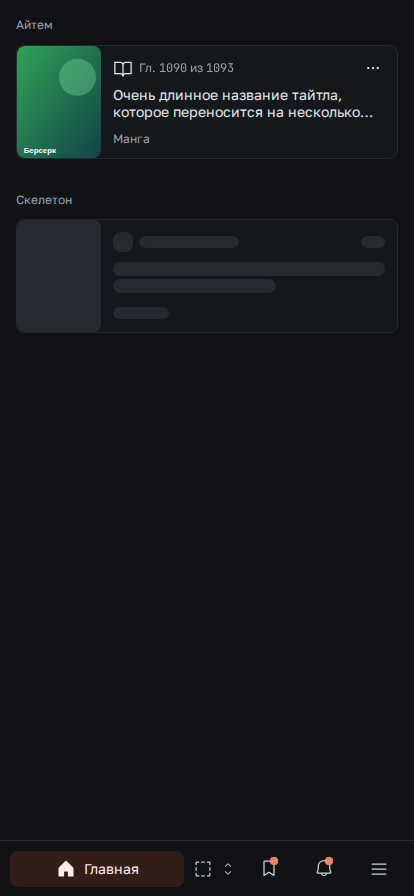 Айтем
Гл. 1090 из 1093
Очень длинное название тайтла,
которое переносится на несколько...
Манга
Берсерк
Скелетон
Главная